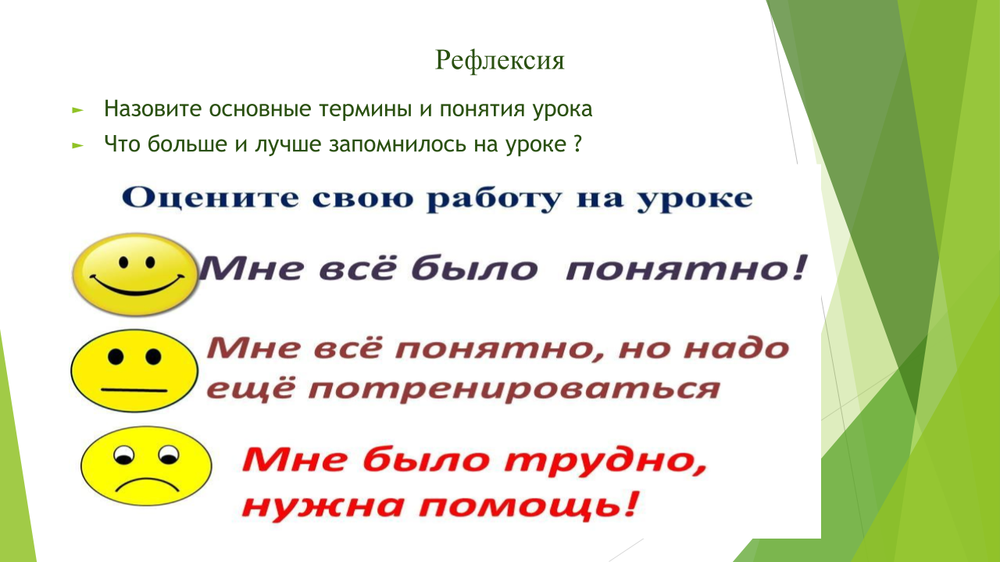 Рефлексия
Назовите основные термины и понятия урока
Что больше и лучше запомнилось на уроке ?
Оцените свою работу на уроке
Мне всё было понятно!
Мне всё понятно, но надо
ещё потренироваться
Мне было трудно,
нужна помощь!